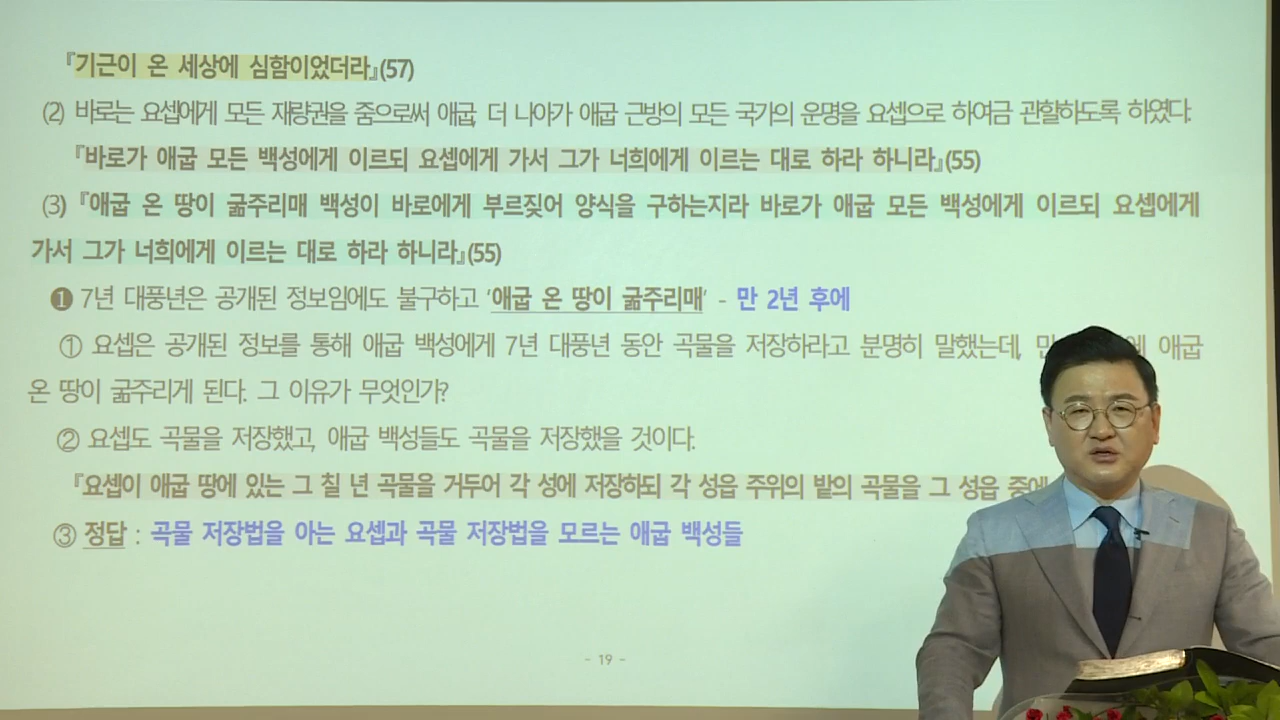 『기근이 온 세상에 심함이었더라』(57)
(2) 바로는 요셉에게 모든 재량권을 줌으로써 애굽, 더 나아가 애굽 근방의 모든 국가의 운명을 요셉으로 하여금 관할하도록 하였다.
『바로가 애굽 모든 백성에게 이르되 요셉에게 가서 그가 너희에게 이르는 대로 하라 하니라』(55)
(3) 『애굽 온 땅이 굶주리매 백성이 바로에게 부르짖어 양식을 구하는지라 바로가 애굽 모든 백성에게 이르되 요셉에게
가서 그가 너희에게 이르는 대로 하라 하니라』(55)
❶ 7년 대풍년은 공개된 정보임에도 불구하고 '애굽 온 땅이 굶주리매' - 만 2년 후에
① 요셉은 공개된 정보를 통해 애굽 백성에게 7년 대풍년 동안 곡물을 저장하라고 분명히 말했는데, 만 애굽
온 땅이 굶주리게 된다. 그 이유가 무엇인가?
② 요셉도 곡물을 저장했고, 애굽 백성들도 곡물을 저장했을 것이다.
『요셉이 애굽 땅에 있는 그 칠 년 곡물을 거두어 각 성에 저장하되 각 성읍 주위의 밭의 곡물을 그 성읍 중에
③ 정답 : 곡물 저장법을 아는 요셉과 곡물 저장법을 모르는 애굽 백성들
- 19 -